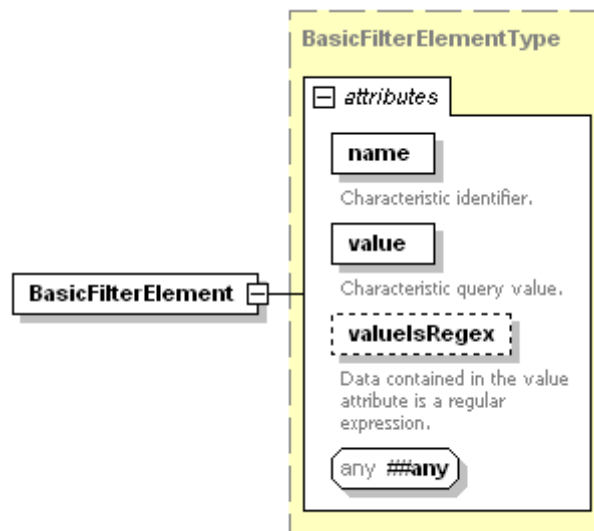 BasicFilterElementType
attributes
name
Characteristic identifier.
value
Characteristic query value.
BasicFilterElement
valueIsRegex
Data contained in the value
attribute is a regular
expression.
any ##any